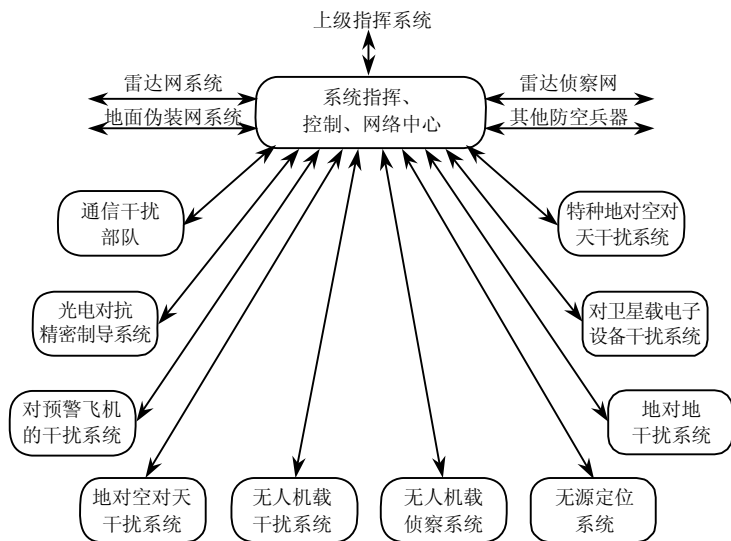 上级指挥系统
雷达网系统
地面伪装网系统
系统指挥、
控制、网络中心
雷达侦察网
其他防空兵器
通信干扰
部队
特种地对空对
天干扰系统
光电对抗
精密制导系统
对卫星载电子
设备干扰系统
对预警飞机
的干扰系统
地对地
干扰系统
地对空对天
干扰系统
无人机载
干扰系统
无人机载
侦察系统
无源定位
系统